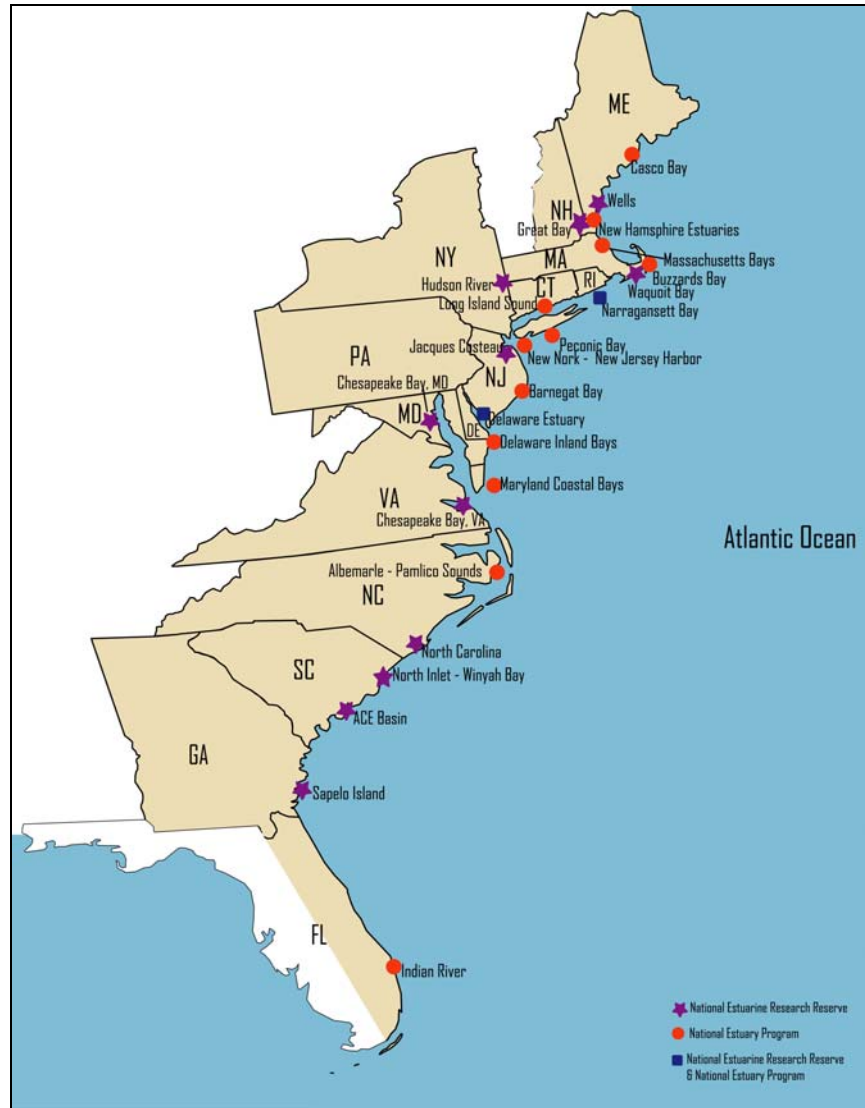 ME
Casco Bay
Wells
NH
Great Bay
New Hamsphire Estuaries
NY
MA
Massachusetts Bays
Hudson River
CT
RI
Buzzards Bay
Waquoit Bay
Long Island Sound
Narragansett Bay
PA
Jacques Costeau
Peconic Bay
New Nork - New Jersey Harbor
NJ
Chesapeake Bay, MD
Barnegat Bay
MD
Delaware Estuary
DE
Delaware Inland Bays
VA
Maryland Coastal Bays
Chesapeake Bay, VA
Atlantic Ocean
Albemarle - Pamlico Sounds
NC
North Carolina
SC
North Inlet - Winyah Bay
ACE Basin
GA
Sapelo Island
FL
Indian River
National Estuarine Research Reserve
National Estuary Program
National Estuarine Research Reserve
& National Estuary Program